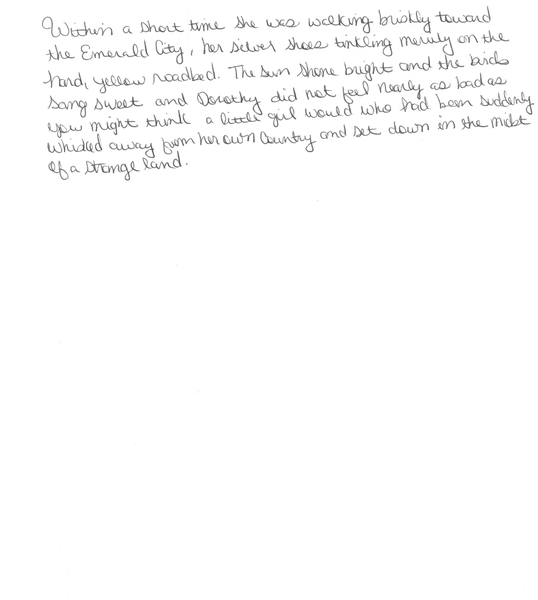 Within a short time she was walking briskly toward
the Emerald City, her silver shoes tinkling merrily on the
hard, yellow roadbed. The sun shone bright and the birds
sang sweet and Dorothy did not feel nearly as bad as
you might think a little girl would who had been suddenly
whisked away from her own country and set down in the midst
of a strange land.